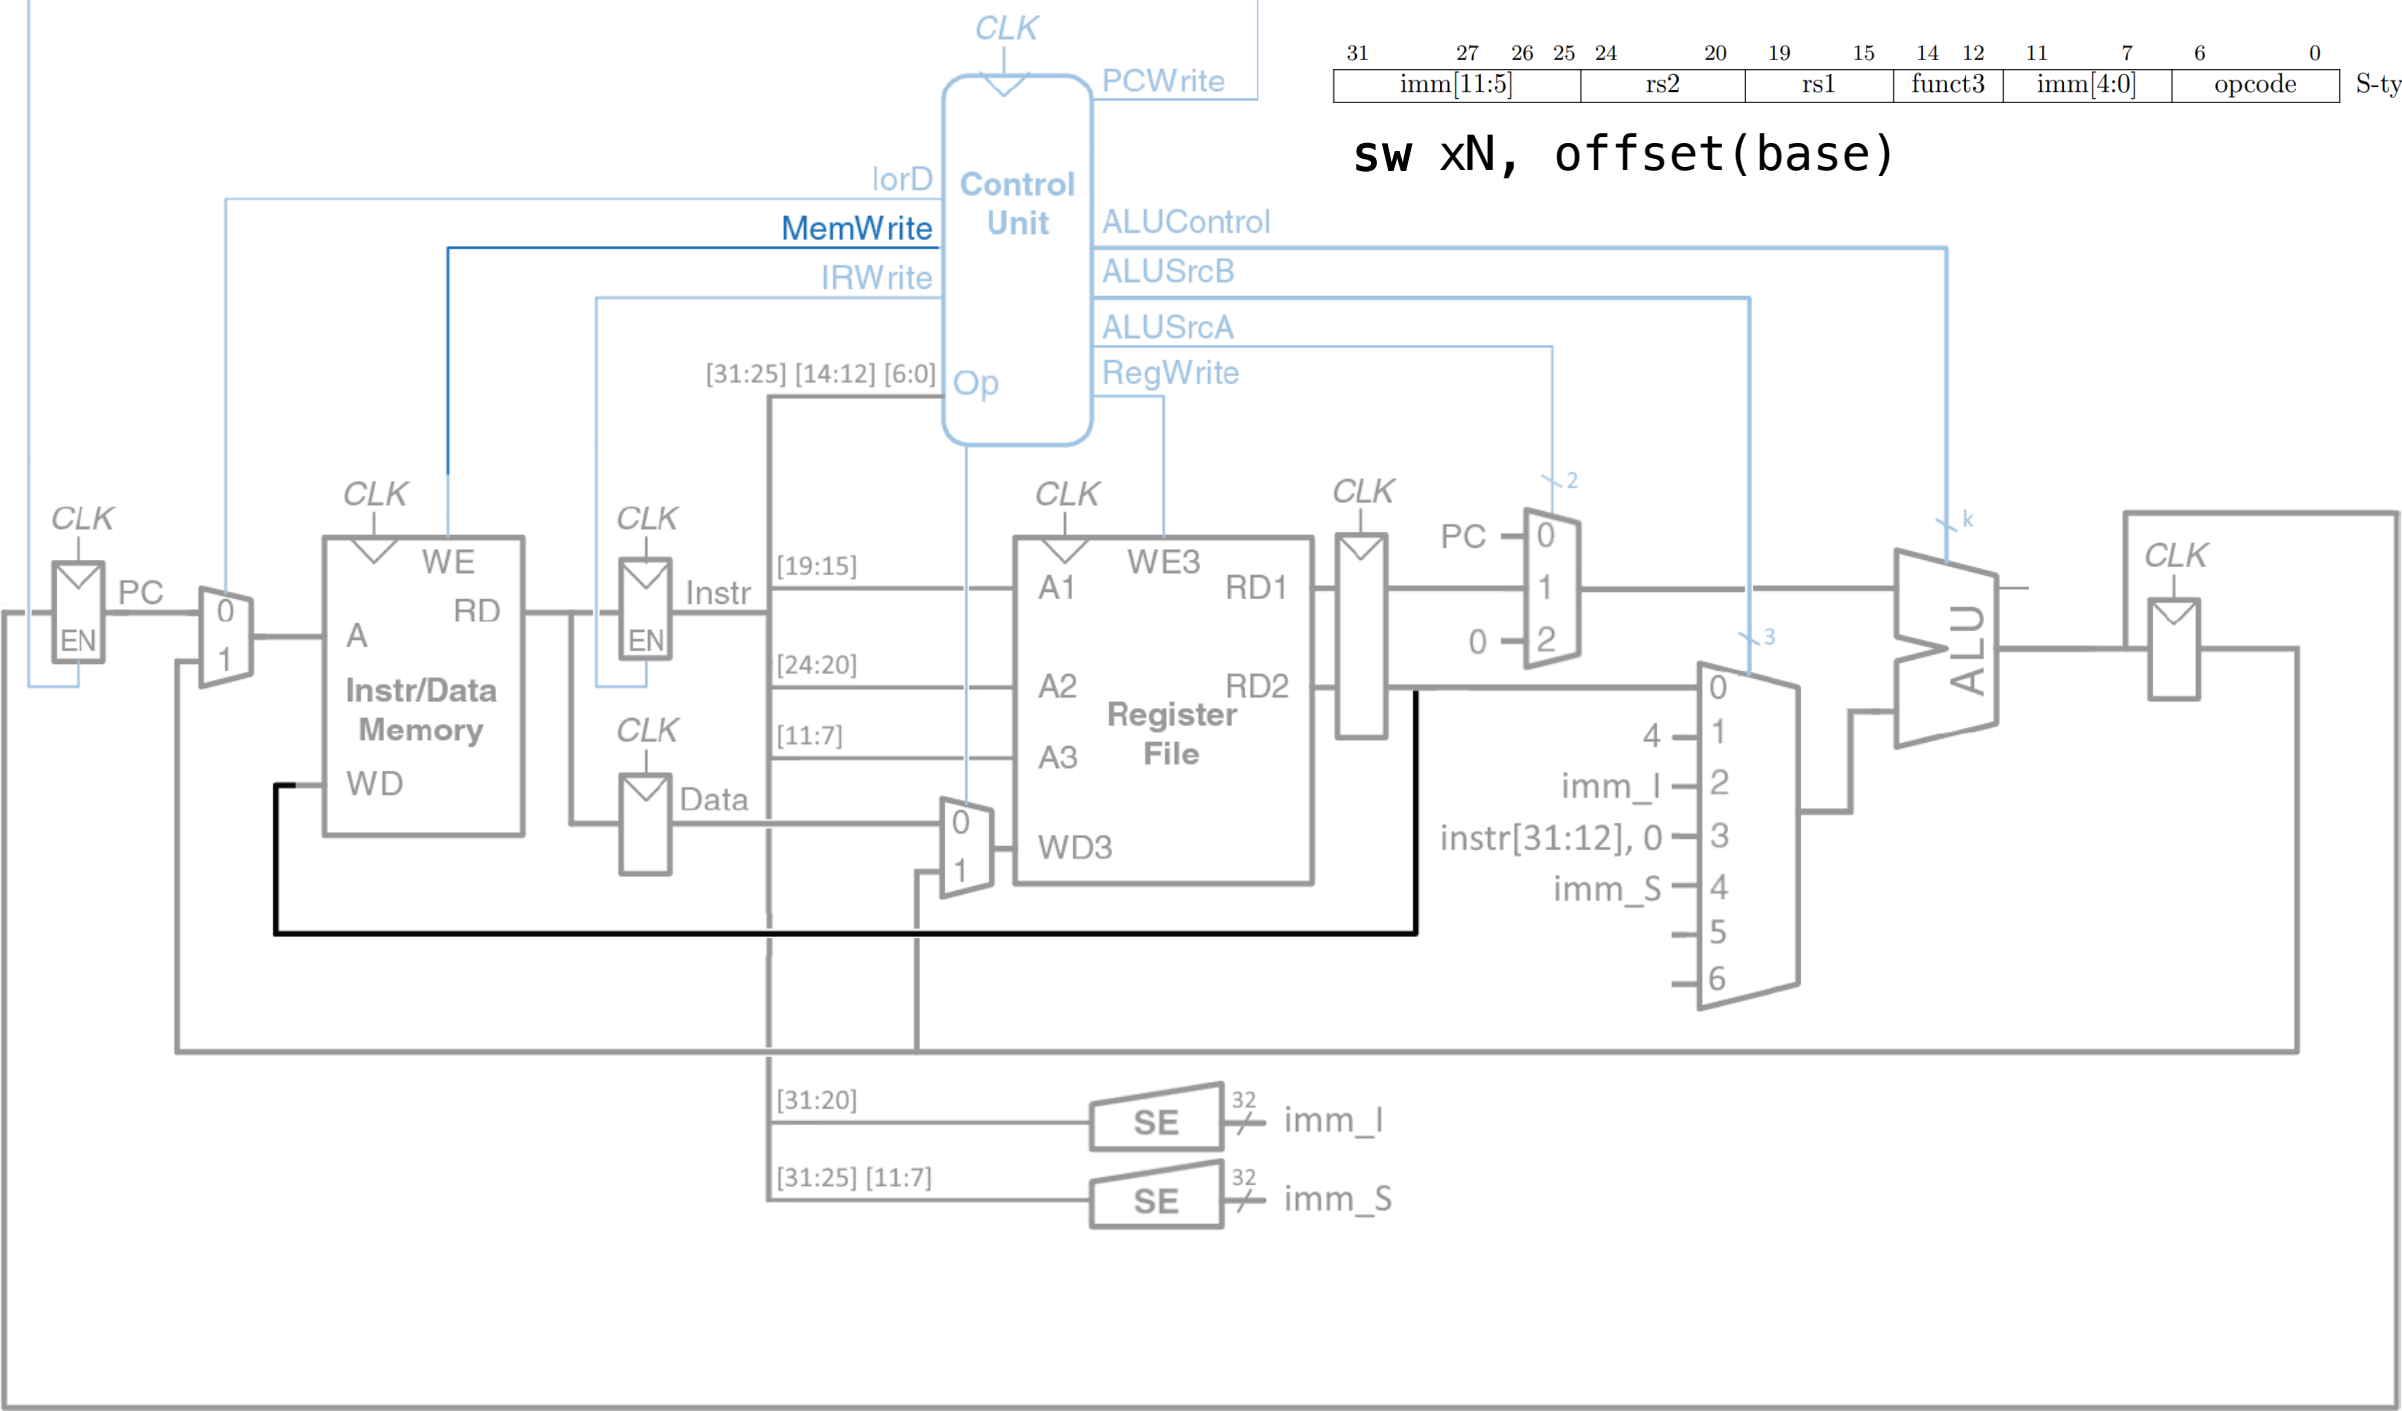 CLK
31 27 26 25 24 20 19 15 14 12 11 7 6 0
imm[11:5] rs2 rs1 funct3 imm[4:0] opcode S-ty
sw xN, offset(base)
PCWrite
IorD
Control
Unit
MemWrite
ALUControl
IRWrite
ALUSrcB
ALUSrcA
[31:25] [14:12] [6:0]
Op
RegWrite
CLK
CLK
CLK
CLK
CLK
2
k
CLK
PC
EN
0
1
WE
A
RD
Instr/Data
Memory
WD
Instr
EN
CLK
Data
[19:15]
[24:20]
[11:7]
0
1
A1
WE3
RD1
A2
RD2
A3
Register
File
WD3
PC
0
1
0
2
3
0
4
1
imm_I
2
instr[31:12], 0
3
imm_S
4
5
6
ALU
[31:20]
SE
32
imm_I
[31:25] [11:7]
SE
32
imm_S